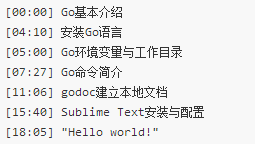 [00:00] Go基本介绍
[04:10] 安装Go语言
[05:00] Go环境变量与工作目录
[07:27] Go命令简介
[11:06] godoc建立本地文档
[15:40] Sublime Text安装与配置
[18:05] "Hello world!"